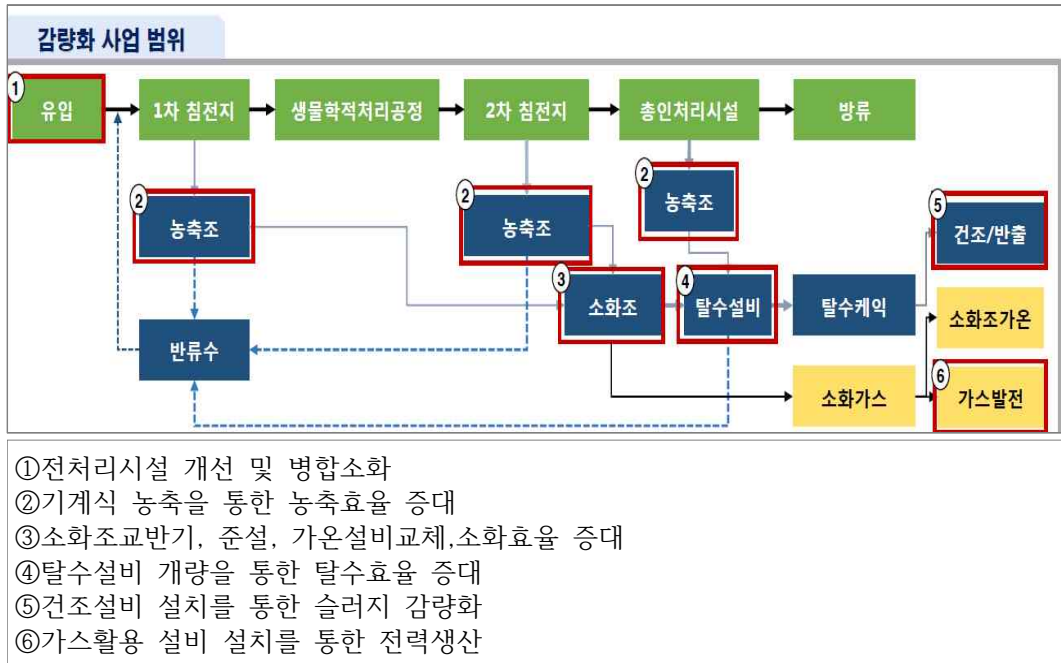 감량화 사업 범위
① 유입
1차 침전지
생물학적처리공정
2차 침전지
총인처리시설
방류
② 농축조
② 농축조
② 농축조
⑤ 건조/반출
③ 소화조
④ 탈수설비
탈수케익
소화조가온
반류수
소화가스
⑥ 가스발전
①전처리시설 개선 및 병합소화
②기계식 농축을 통한 농축효율 증대
③소화조교반기, 준설, 가온설비교체,소화효율 증대
④탈수설비 개량을 통한 탈수효율 증대
⑤건조설비 설치를 통한 슬러지 감량화
⑥가스활용 설비 설치를 통한 전력생산